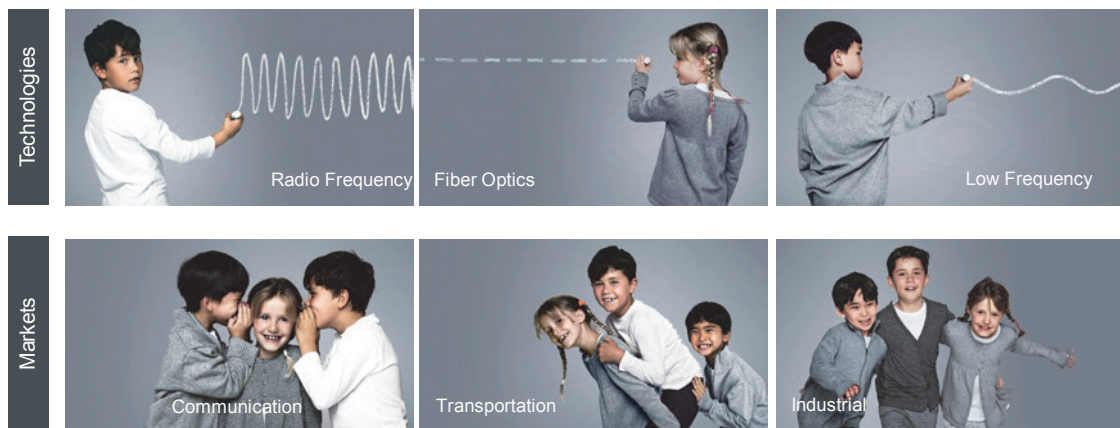 Technologies
Radio Frequency
Fiber Optics
Low Frequency
Markets
Communication
Transportation
Industrial